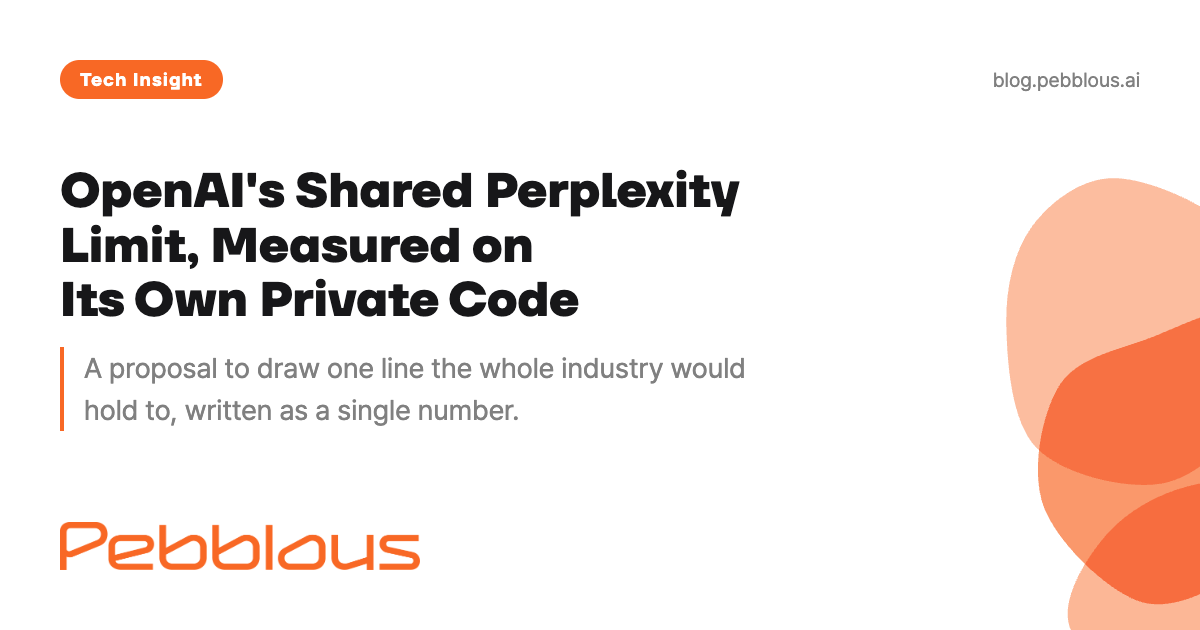 Tech Insight
blog.pebblous.ai
OpenAI's Shared Perplexity
Limit, Measured on
Its Own Private Code
A proposal to draw one line the whole industry would
hold to, written as a single number.
Pebblous